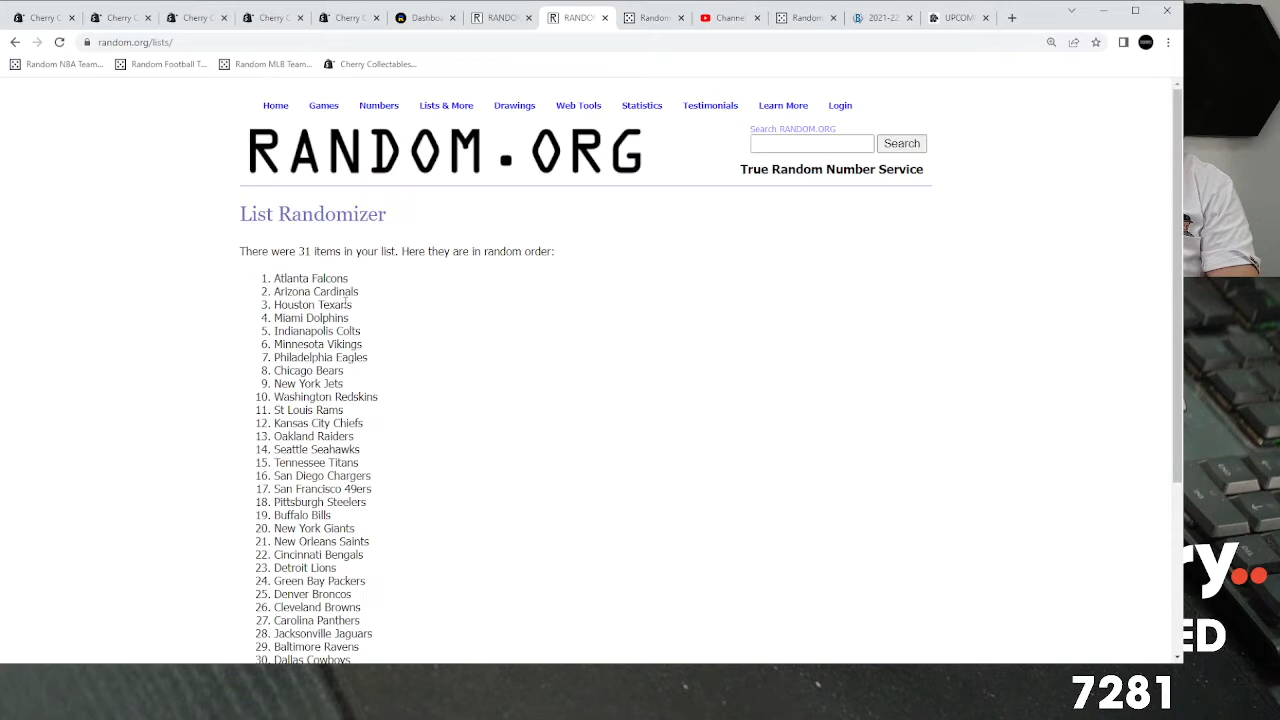 Cherry C
Cherry C
Cherry C
Cherry C
Cherry C
Dashboa
RANDO
RANDO
Random
Channel
Random
2021-22
UPCOM
random.org/lists/
Random NBA Team...
Random Football T...
Random MLB Team...
Cherry Collectables...
Home Games Numbers Lists & More Drawings Web Tools Statistics Testimonials Learn More Login
RANDOM.ORG
Search RANDOM.ORG
Search
True Random Number Service
List Randomizer
There were 31 items in your list. Here they are in random order:
1. Atlanta Falcons
2. Arizona Cardinals
3. Houston Texans
4. Miami Dolphins
5. Indianapolis Colts
6. Minnesota Vikings
7. Philadelphia Eagles
8. Chicago Bears
9. New York Jets
10. Washington Redskins
11. St Louis Rams
12. Kansas City Chiefs
13. Oakland Raiders
14. Seattle Seahawks
15. Tennessee Titans
16. San Diego Chargers
17. San Francisco 49ers
18. Pittsburgh Steelers
19. Buffalo Bills
20. New York Giants
21. New Orleans Saints
22. Cincinnati Bengals
23. Detroit Lions
24. Green Bay Packers
25. Denver Broncos
26. Cleveland Browns
27. Carolina Panthers
28. Jacksonville Jaguars
29. Baltimore Ravens
30. Dallas Cowboys
ry..
ED
7281